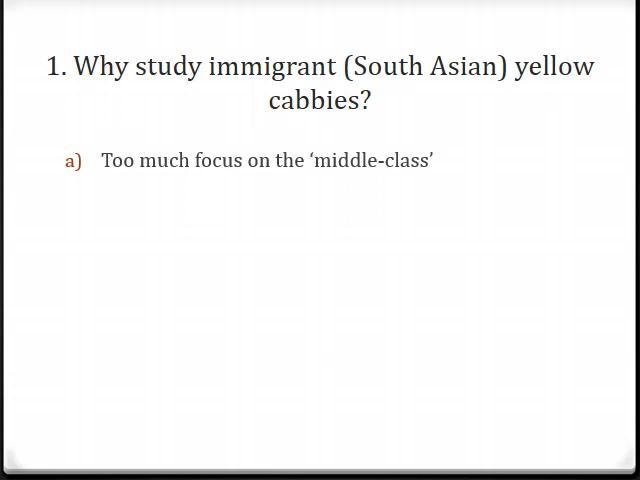 1. Why study immigrant (South Asian) yellow
cabbies?
a) Too much focus on the ‘middle-class’